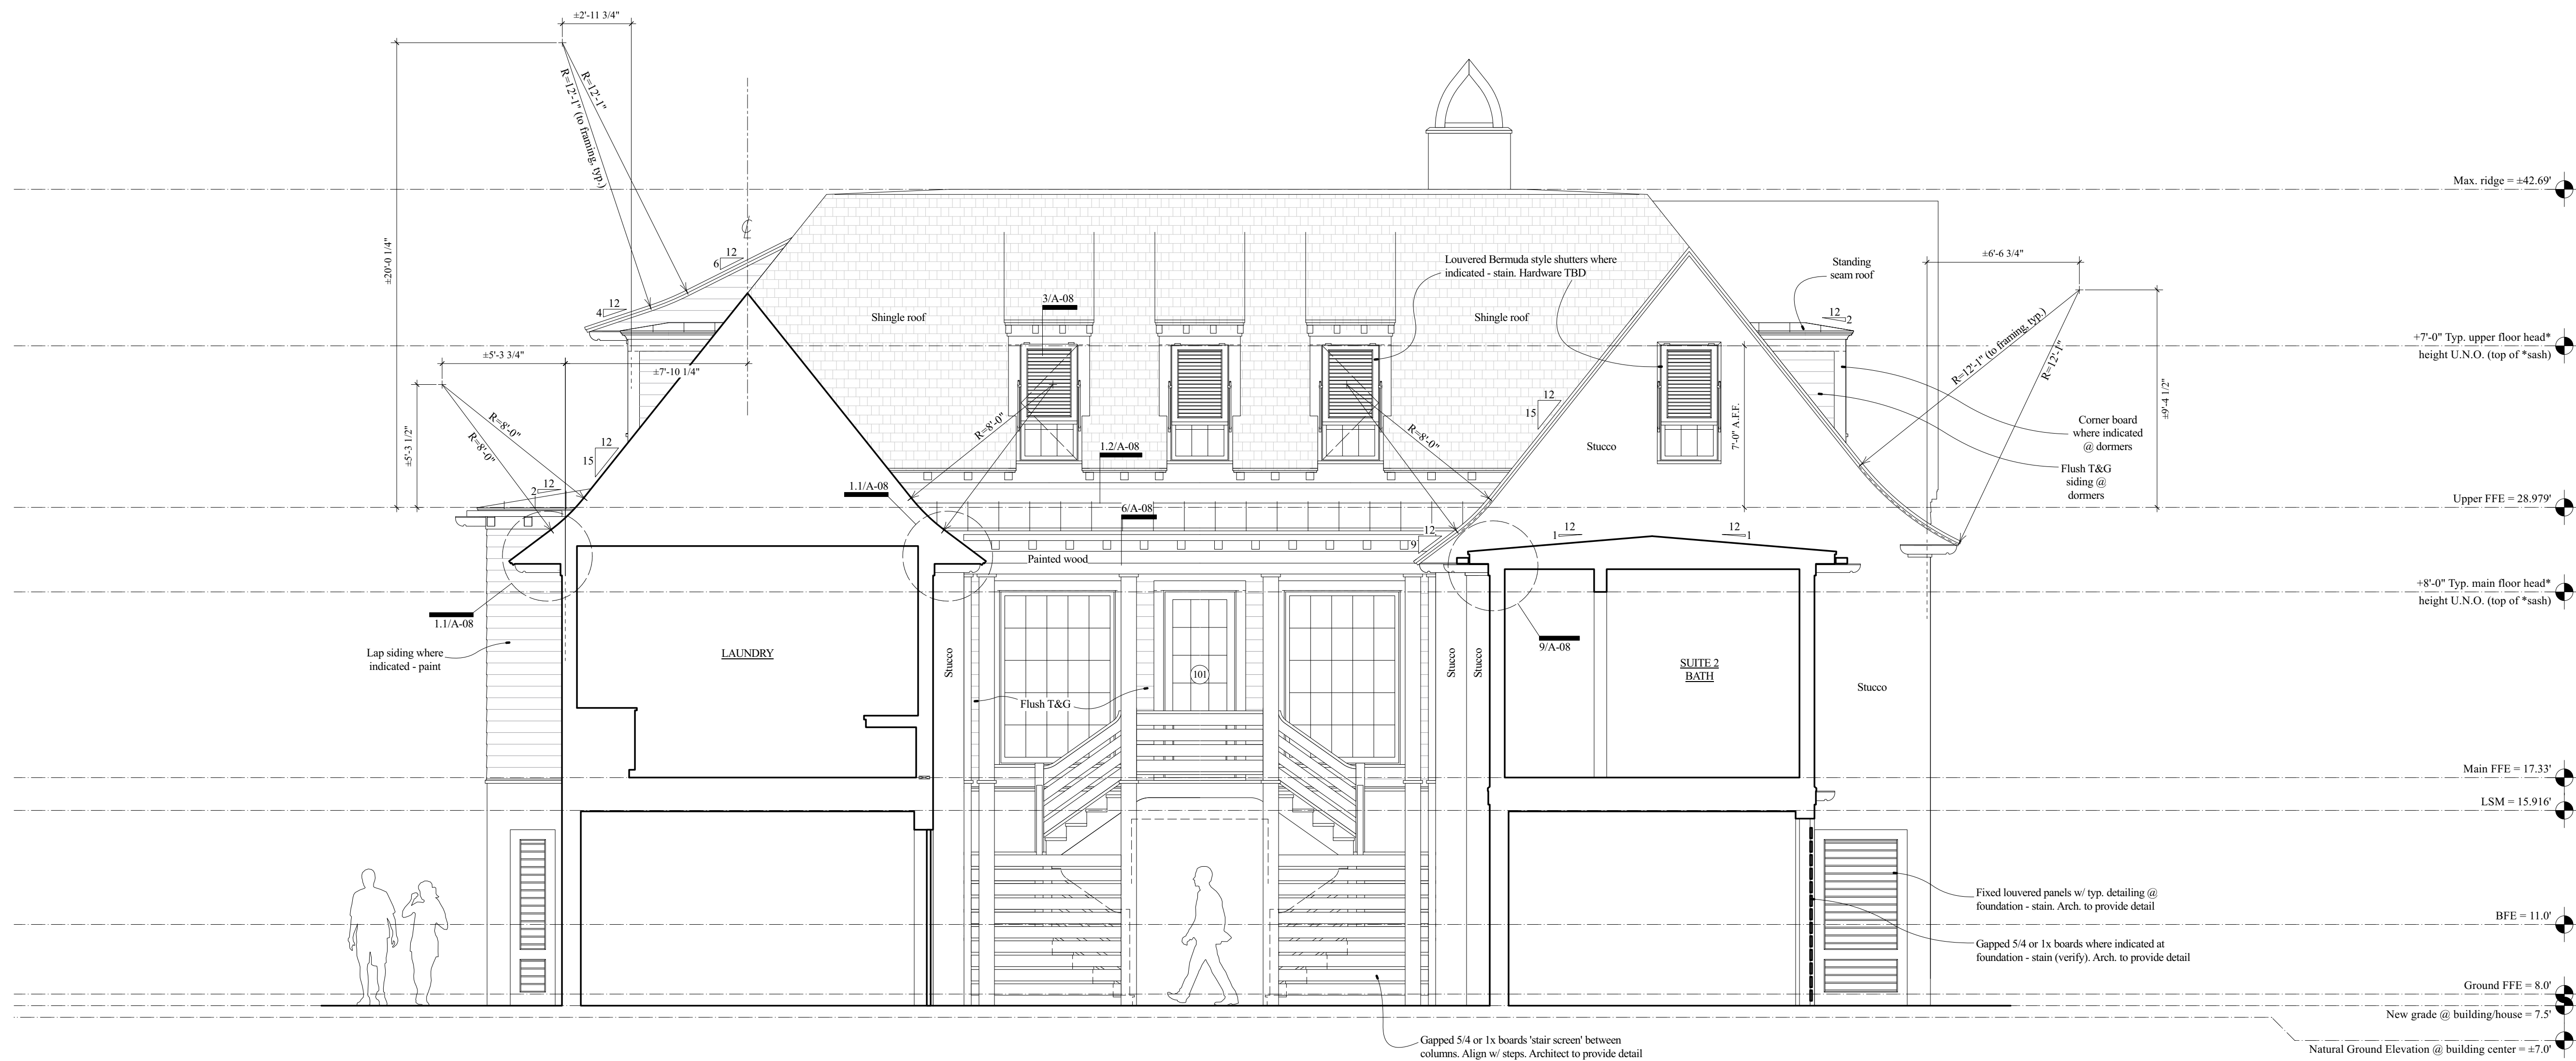 ±2'-11 3/4"
R=12'-1"
R=12'-1" (to framing, typ.)
±20'-0 1/4"
Max. ridge = ±42.69'
℄
12
6
12
4
Louvered Bermuda style shutters where
indicated - stain. Hardware TBD
Standing
seam roof
±6'-6 3/4"
3/A-08
Shingle roof
Shingle roof
12
2
R=12'-1" (to framing, typ.)
R=12'-1"
+7'-0" Typ. upper floor head*
height U.N.O. (top of *sash)
±5'-3 3/4"
±7'-10 1/4"
±9'-4 1/2"
R=8'-0"
R=8'-0"
±5'-3 1/2"
R=8'-0"
R=8'-0"
12
15
7'-0" A.F.F.
Corner board
where indicated
@ dormers
12
15
Stucco
1.2/A-08
Flush T&G
siding @
dormers
12
2
1.1/A-08
Upper FFE = 28.979'
6/A-08
12
9
12
1
12
1
Painted wood
+8'-0" Typ. main floor head*
height U.N.O. (top of *sash)
1.1/A-08
9/A-08
Lap siding where
indicated - paint
LAUNDRY
Stucco
101
Stucco
Stucco
SUITE 2
BATH
Stucco
Flush T&G
Main FFE = 17.33'
LSM = 15.916'
Fixed louvered panels w/ typ. detailing @
foundation - stain. Arch. to provide detail
BFE = 11.0'
Gapped 5/4 or 1x boards where indicated at
foundation - stain (verify). Arch. to provide detail
Ground FFE = 8.0'
New grade @ building/house = 7.5'
Gapped 5/4 or 1x boards 'stair screen' between
columns. Align w/ steps. Architect to provide detail
Natural Ground Elevation @ building center = ±7.0'